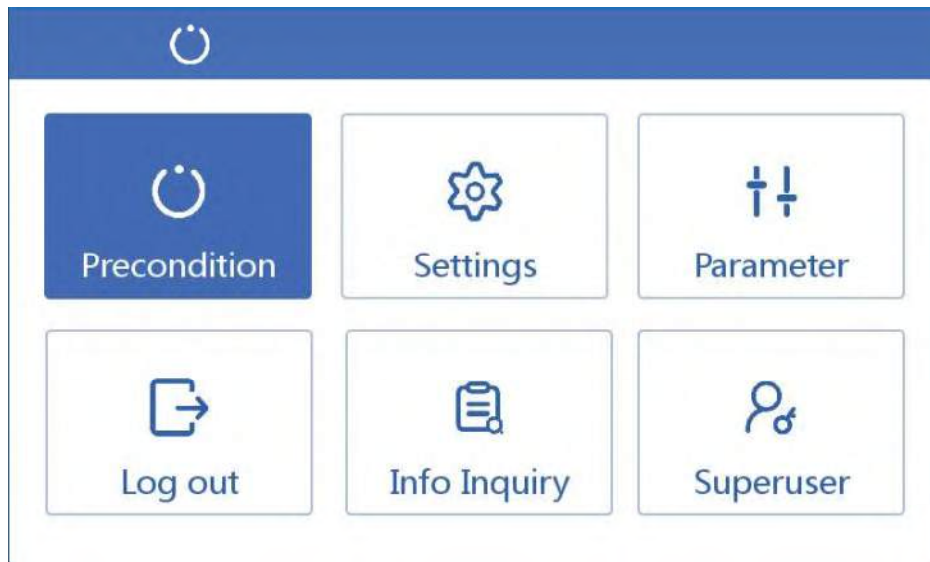 Precondition
Settings
Parameter
Log out
Info Inquiry
Superuser